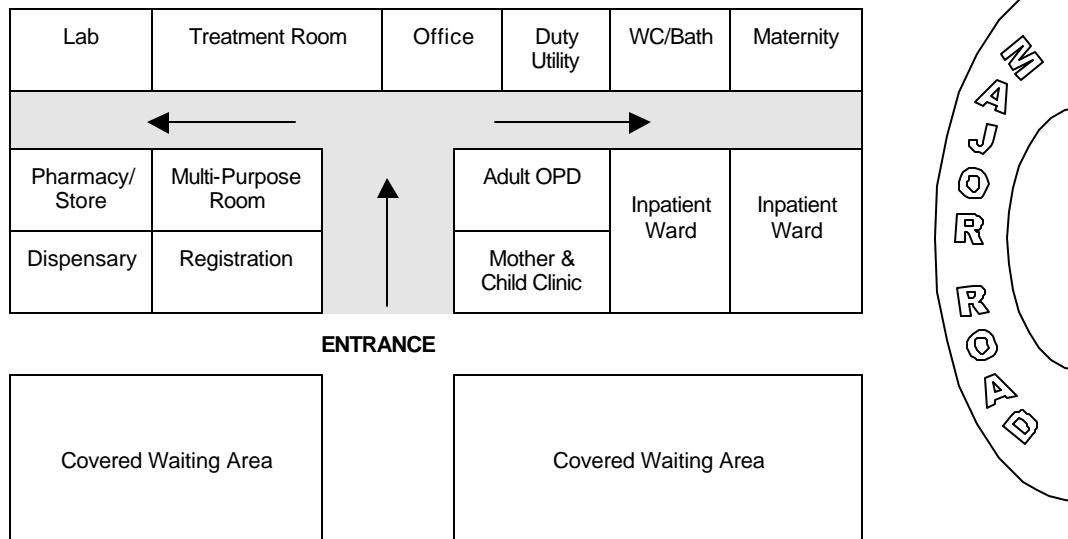 Lab
Treatment Room
Office
Duty
Utility
WC/Bath
Maternity
Pharmacy/
Store
Multi-Purpose
Room
Adult OPD
Inpatient
Ward
Inpatient
Ward
Dispensary
Registration
Mother &
Child Clinic
ENTRANCE
Covered Waiting Area
Covered Waiting Area
MAJOR ROAD